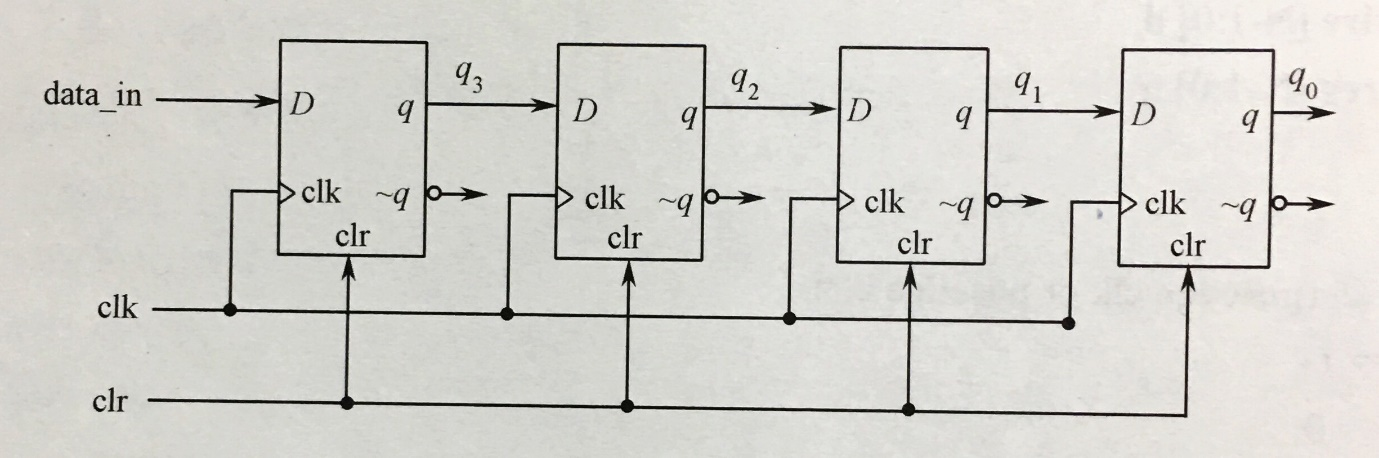 q₃ q₂ q₁ q₀
data_in D q D q D q D q
clk ~q clk ~q clk ~q clk ~q
clr clr clr clr
clk
clr